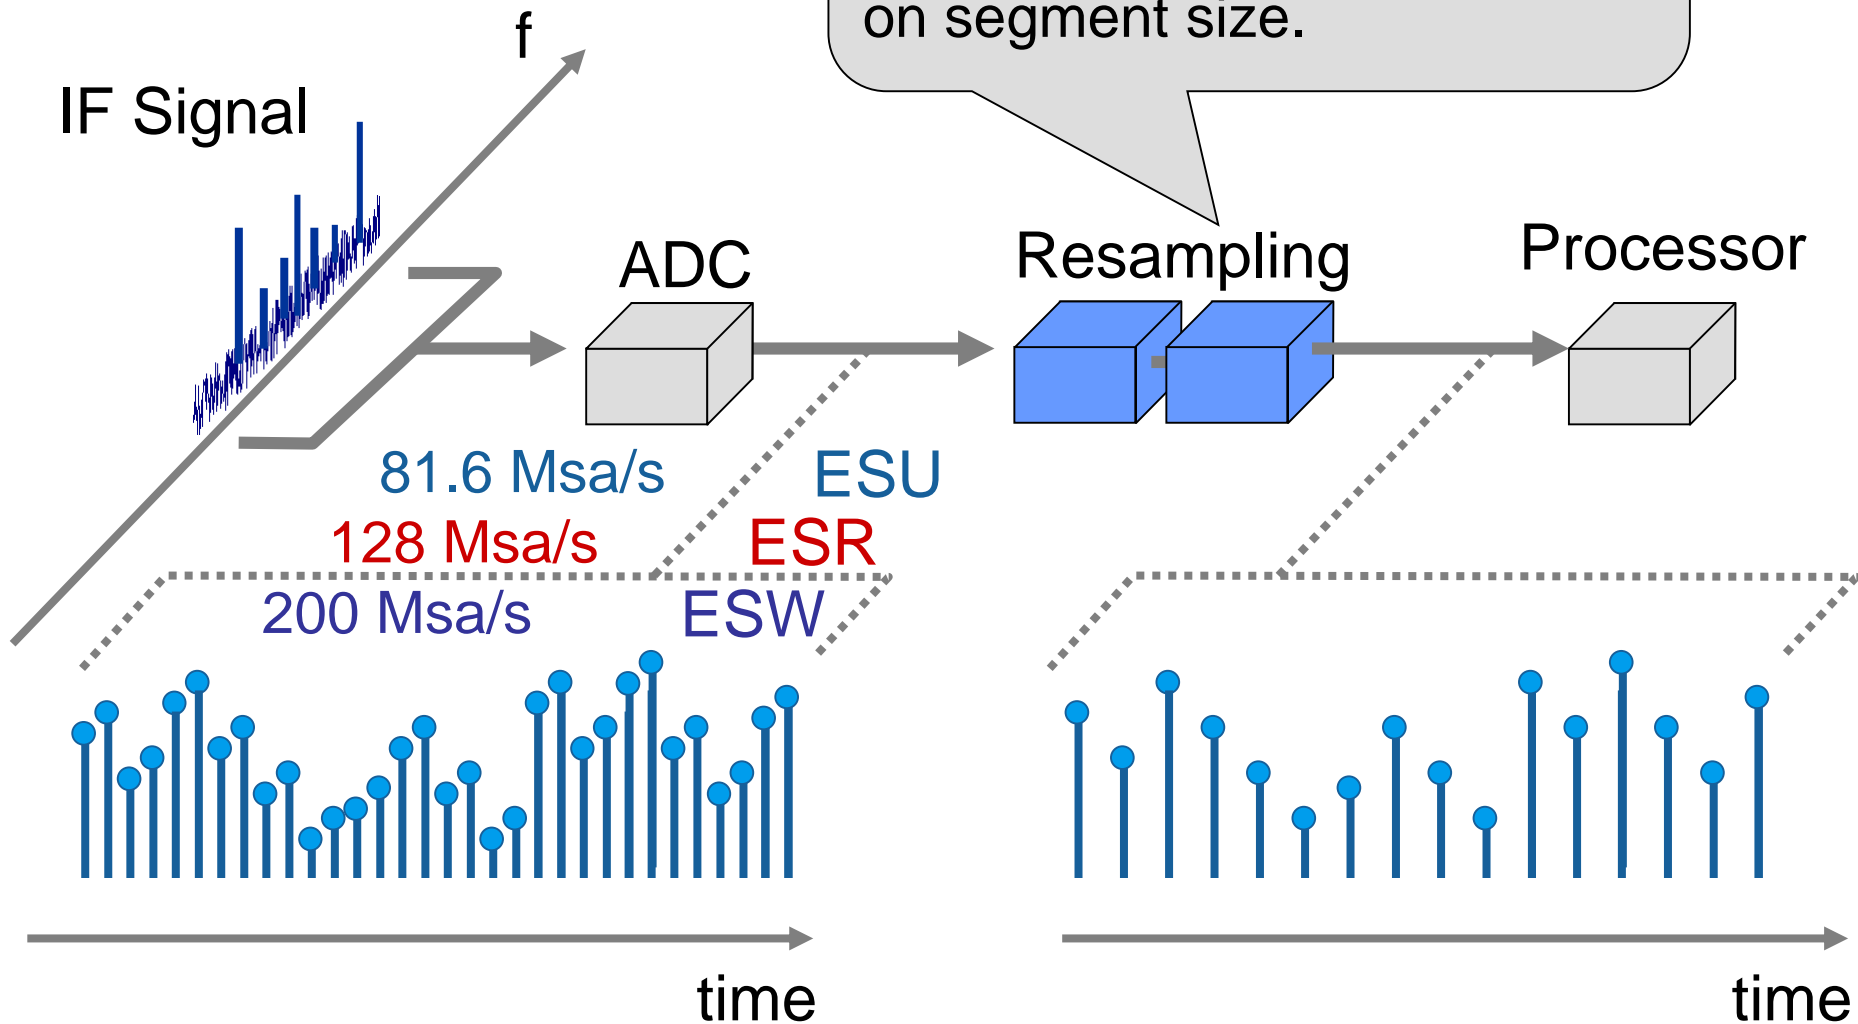 on segment size.
f
IF Signal
ADC
Resampling
Processor
81.6 Msa/s ESU
128 Msa/s ESR
200 Msa/s ESW
time
time